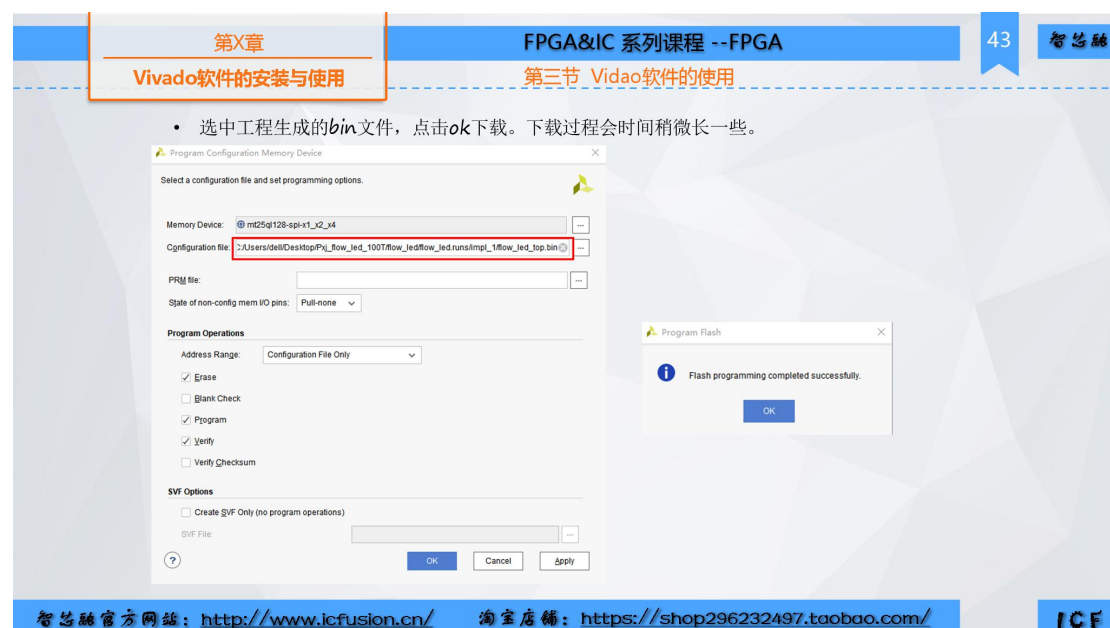 第X章
FPGA&IC 系列课程 --FPGA
43
智芯融
Vivado软件的安装与使用
第三节 Vidao软件的使用
• 选中工程生成的bin文件，点击ok下载。下载过程会时间稍微长一些。
Program Configuration Memory Device
Select a configuration file and set programming options.
Memory Device: mt25ql128-spi-x1_x2_x4
Configuration file: C:/Users/dell/Desktop/Pxj_flow_led_100T/flow_led/flow_led.runs/impl_1/flow_led_top.bin
PRM file:
State of non-config mem I/O pins: Pull-none
Program Operations
Address Range: Configuration File Only
Erase
Blank Check
Program
Verify
Verify Checksum
SVF Options
Create SVF Only (no program operations)
SVF File:
?
OK Cancel Apply
Program Flash
Flash programming completed successfully.
OK
智芯融官方网站：http://www.icfusion.cn/ 淘宝店铺：https://shop296232497.taobao.com/
ICF